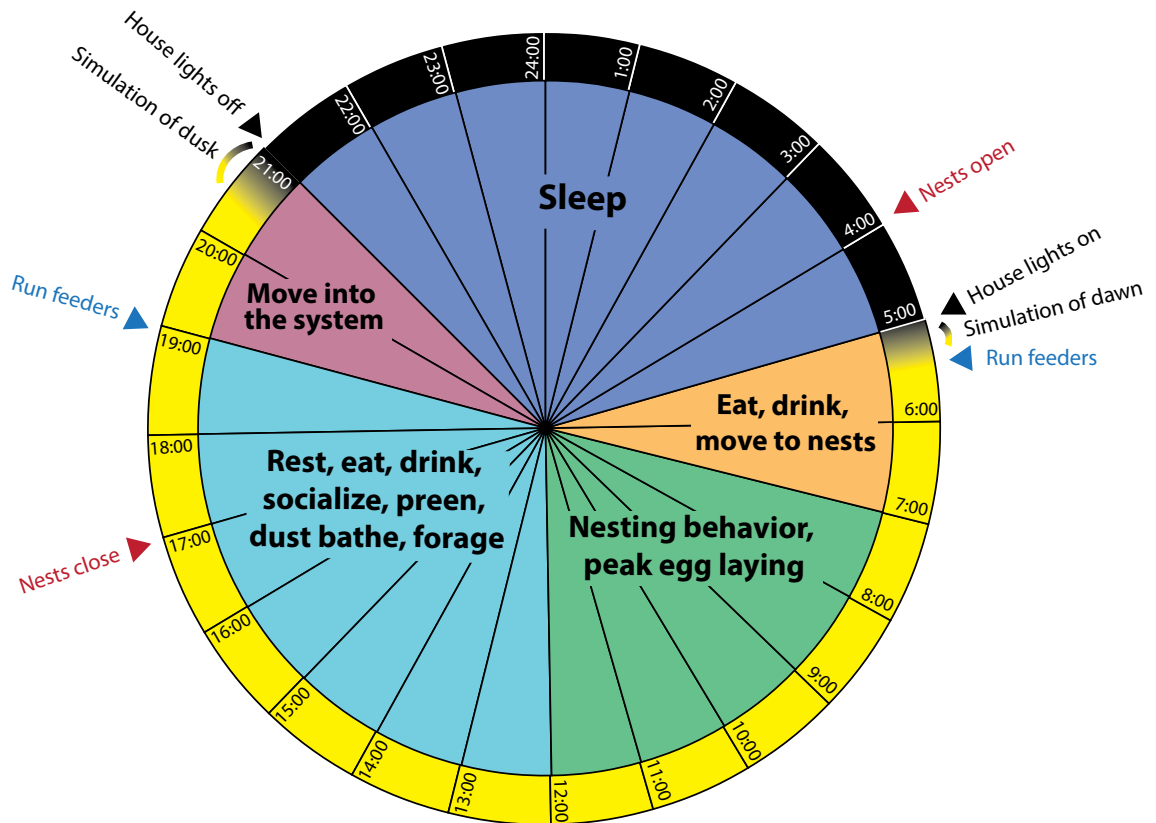 House lights off
Simulation of dusk
24:00
1:00
2:00
3:00
4:00
5:00
6:00
7:00
8:00
9:00
10:00
11:00
12:00
13:00
14:00
15:00
16:00
17:00
18:00
19:00
20:00
21:00
22:00
23:00
Nests open
House lights on
Simulation of dawn
Run feeders
Run feeders
Nests close
Sleep
Move into
the system
Eat, drink,
move to nests
Rest, eat, drink,
socialize, preen,
dust bathe, forage
Nesting behavior,
peak egg laying